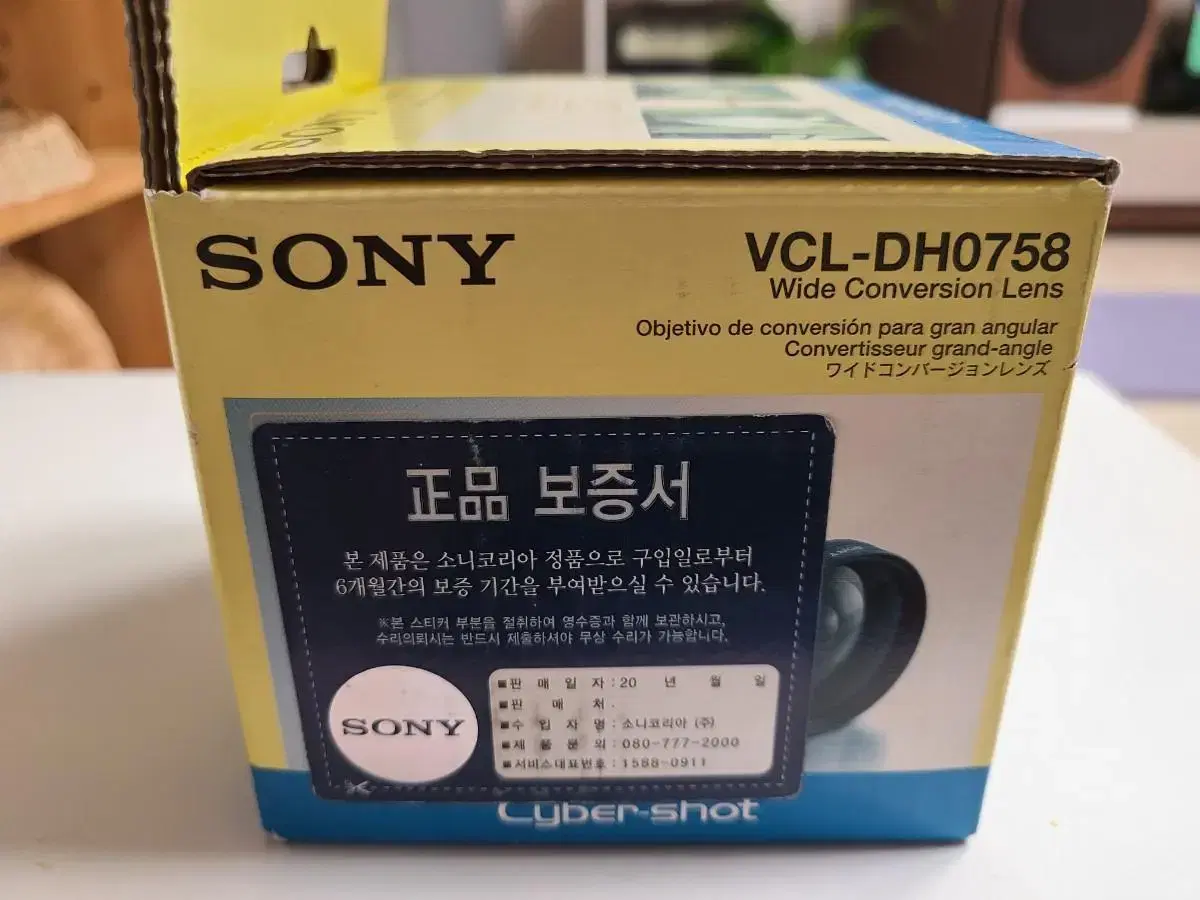 SONY
SONY
VCL-DH0758
Wide Conversion Lens
Objetivo de conversión para gran angular
Convertisseur grand-angle
ワイドコンバージョンレンズ
正品 보증서
본 제품은 소니코리아 정품으로 구입일로부터
6개월간의 보증 기간을 부여받으실 수 있습니다.
※본 스티커 부분을 절취하여 영수증과 함께 보관하시고,
수리의뢰시는 반드시 제출하셔야 무상 수리가 가능합니다.
SONY
■판 매 일 자 : 20 년 월 일
■판 매 처 :
■수 입 자 명 : 소니코리아 (주)
■제 품 문 의 : 080-777-2000
■서비스대표번호 : 1588-0911
Cyber-shot